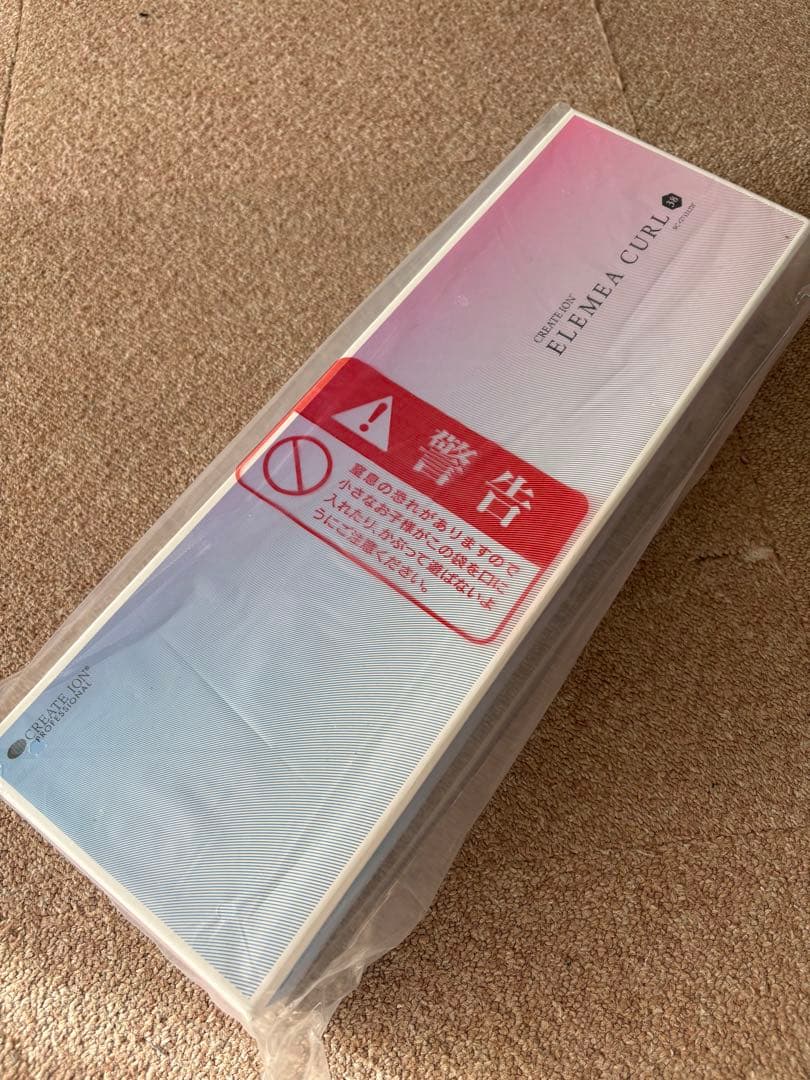 CREATE ION
ELEMEA CURL 38
警告
窒息の恐れがありますので
小さなお子様がこの袋を口に
入れたり、かぶって遊ばないよ
うにご注意ください。
CREATE ION®
PROFESSIONAL